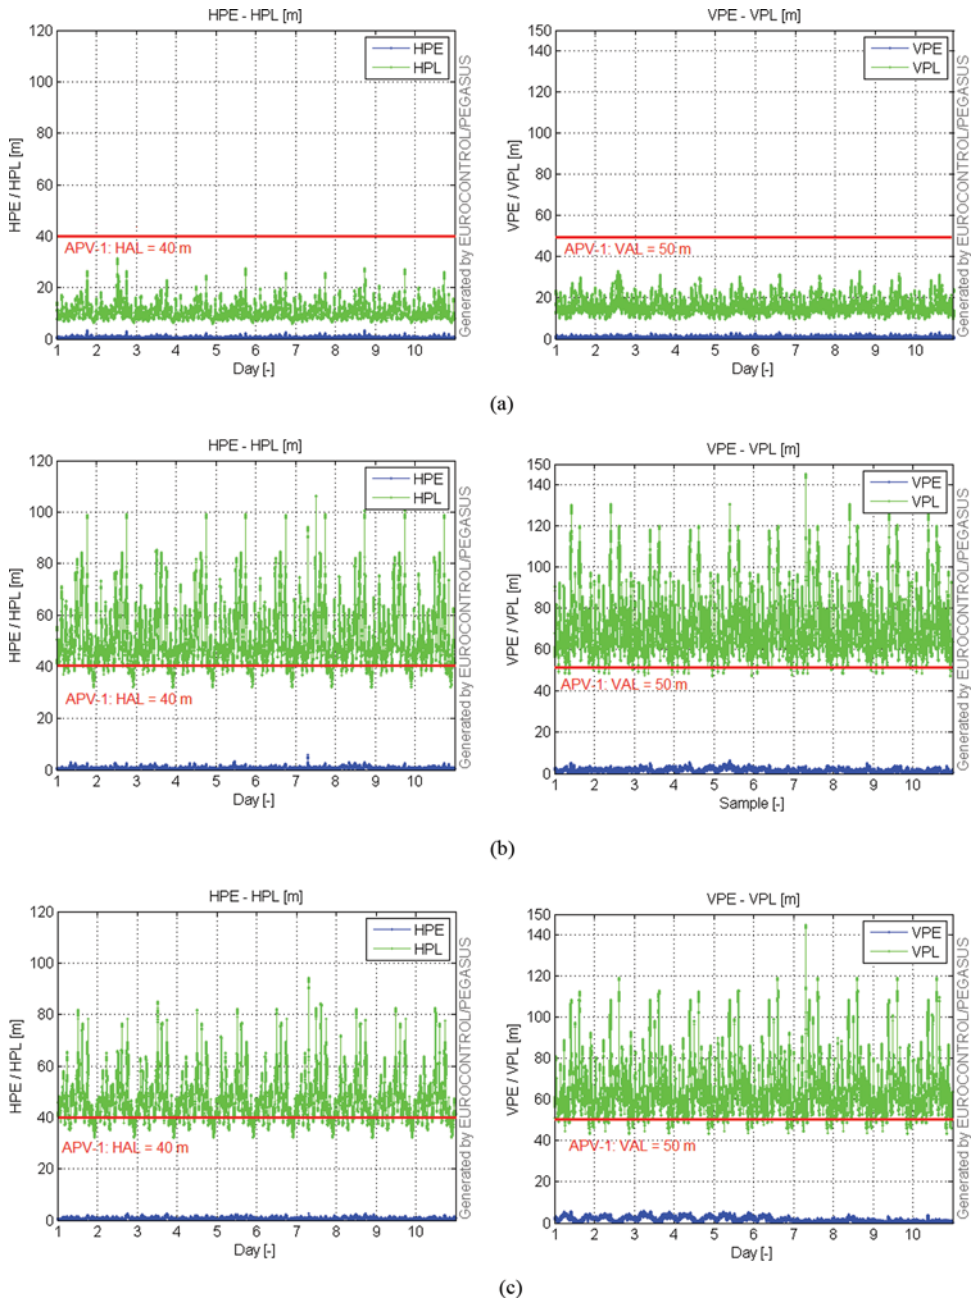 HPE - HPL [m]
HPE / HPL [m]
120
100
80
60
40
20
0
HPE
HPL
APV-1: HAL = 40 m
1 2 3 4 5 6 7 8 9 10
Day [-]
Generated by EUROCONTROL/PEGASUS
VPE - VPL [m]
VPE / VPL [m]
150
140
120
100
80
60
40
20
0
VPE
VPL
APV-1: VAL = 50 m
1 2 3 4 5 6 7 8 9 10
Day [-]
Generated by EUROCONTROL/PEGASUS
(a)
HPE - HPL [m]
HPE / HPL [m]
120
100
80
60
40
20
0
HPE
HPL
APV-1: HAL = 40 m
1 2 3 4 5 6 7 8 9 10
Day [-]
Generated by EUROCONTROL/PEGASUS
VPE - VPL [m]
VPE / VPL [m]
150
140
120
100
80
60
40
20
0
VPE
VPL
APV-1: VAL = 50 m
1 2 3 4 5 6 7 8 9 10
Sample [-]
Generated by EUROCONTROL/PEGASUS
(b)
HPE - HPL [m]
HPE / HPL [m]
120
100
80
60
40
20
0
HPE
HPL
APV-1: HAL = 40 m
1 2 3 4 5 6 7 8 9 10
Day [-]
Generated by EUROCONTROL/PEGASUS
VPE - VPL [m]
VPE / VPL [m]
150
140
120
100
80
60
40
20
0
VPE
VPL
APV-1: VAL = 50 m
1 2 3 4 5 6 7 8 9 10
Day [-]
Generated by EUROCONTROL/PEGASUS
(c)